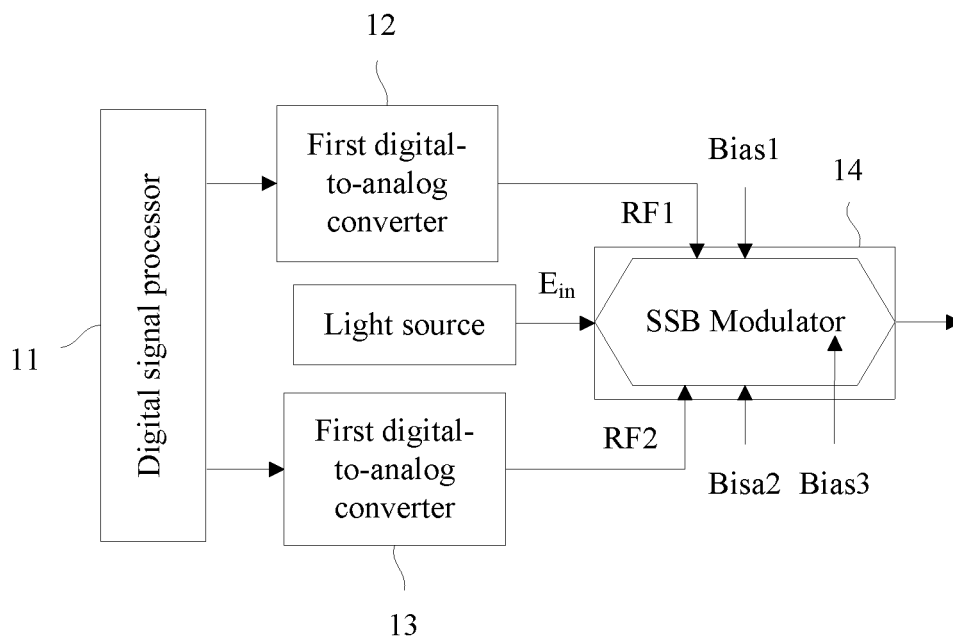 12
First digital-
to-analog
converter
Bias1
14
RF1
Digital signal processor
E_in
Light source
SSB Modulator
11
First digital-
to-analog
converter
RF2
Bisa2
Bias3
13